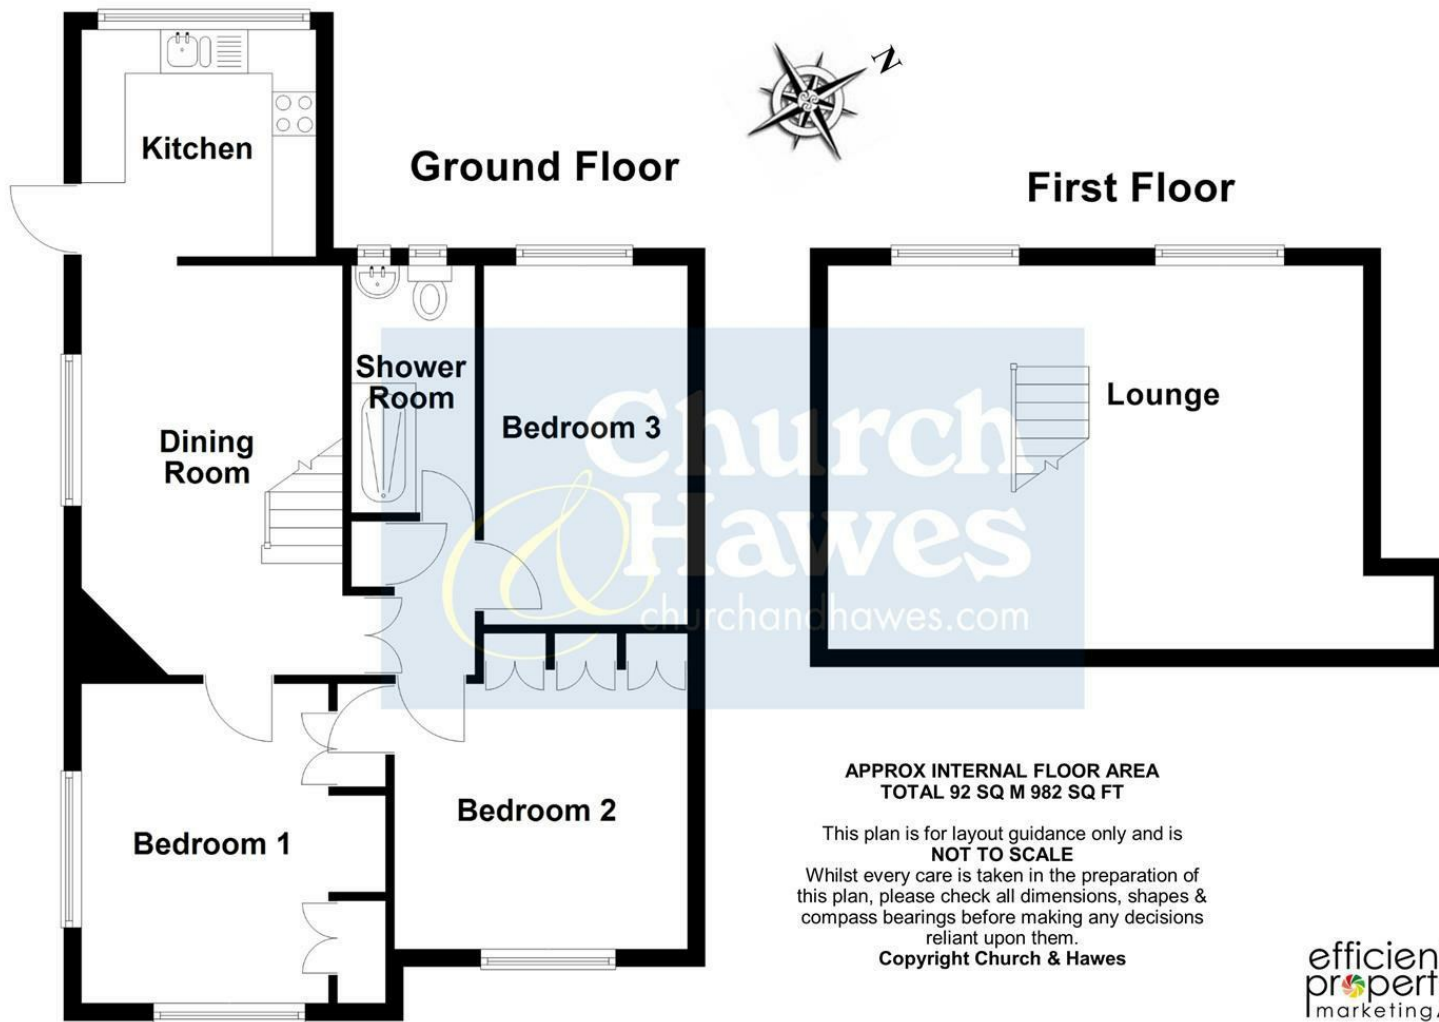 N
Ground Floor
First Floor
Kitchen
Shower
Room
Bedroom 3
Dining
Room
Lounge
Church
& Hawes
churchandhawes.com
Bedroom 1
Bedroom 2
APPROX INTERNAL FLOOR AREA
TOTAL 92 SQ M 982 SQ FT
This plan is for layout guidance only and is
NOT TO SCALE
Whilst every care is taken in the preparation of
this plan, please check all dimensions, shapes &
compass bearings before making any decisions
reliant upon them.
Copyright Church & Hawes
efficien
propert
marketing